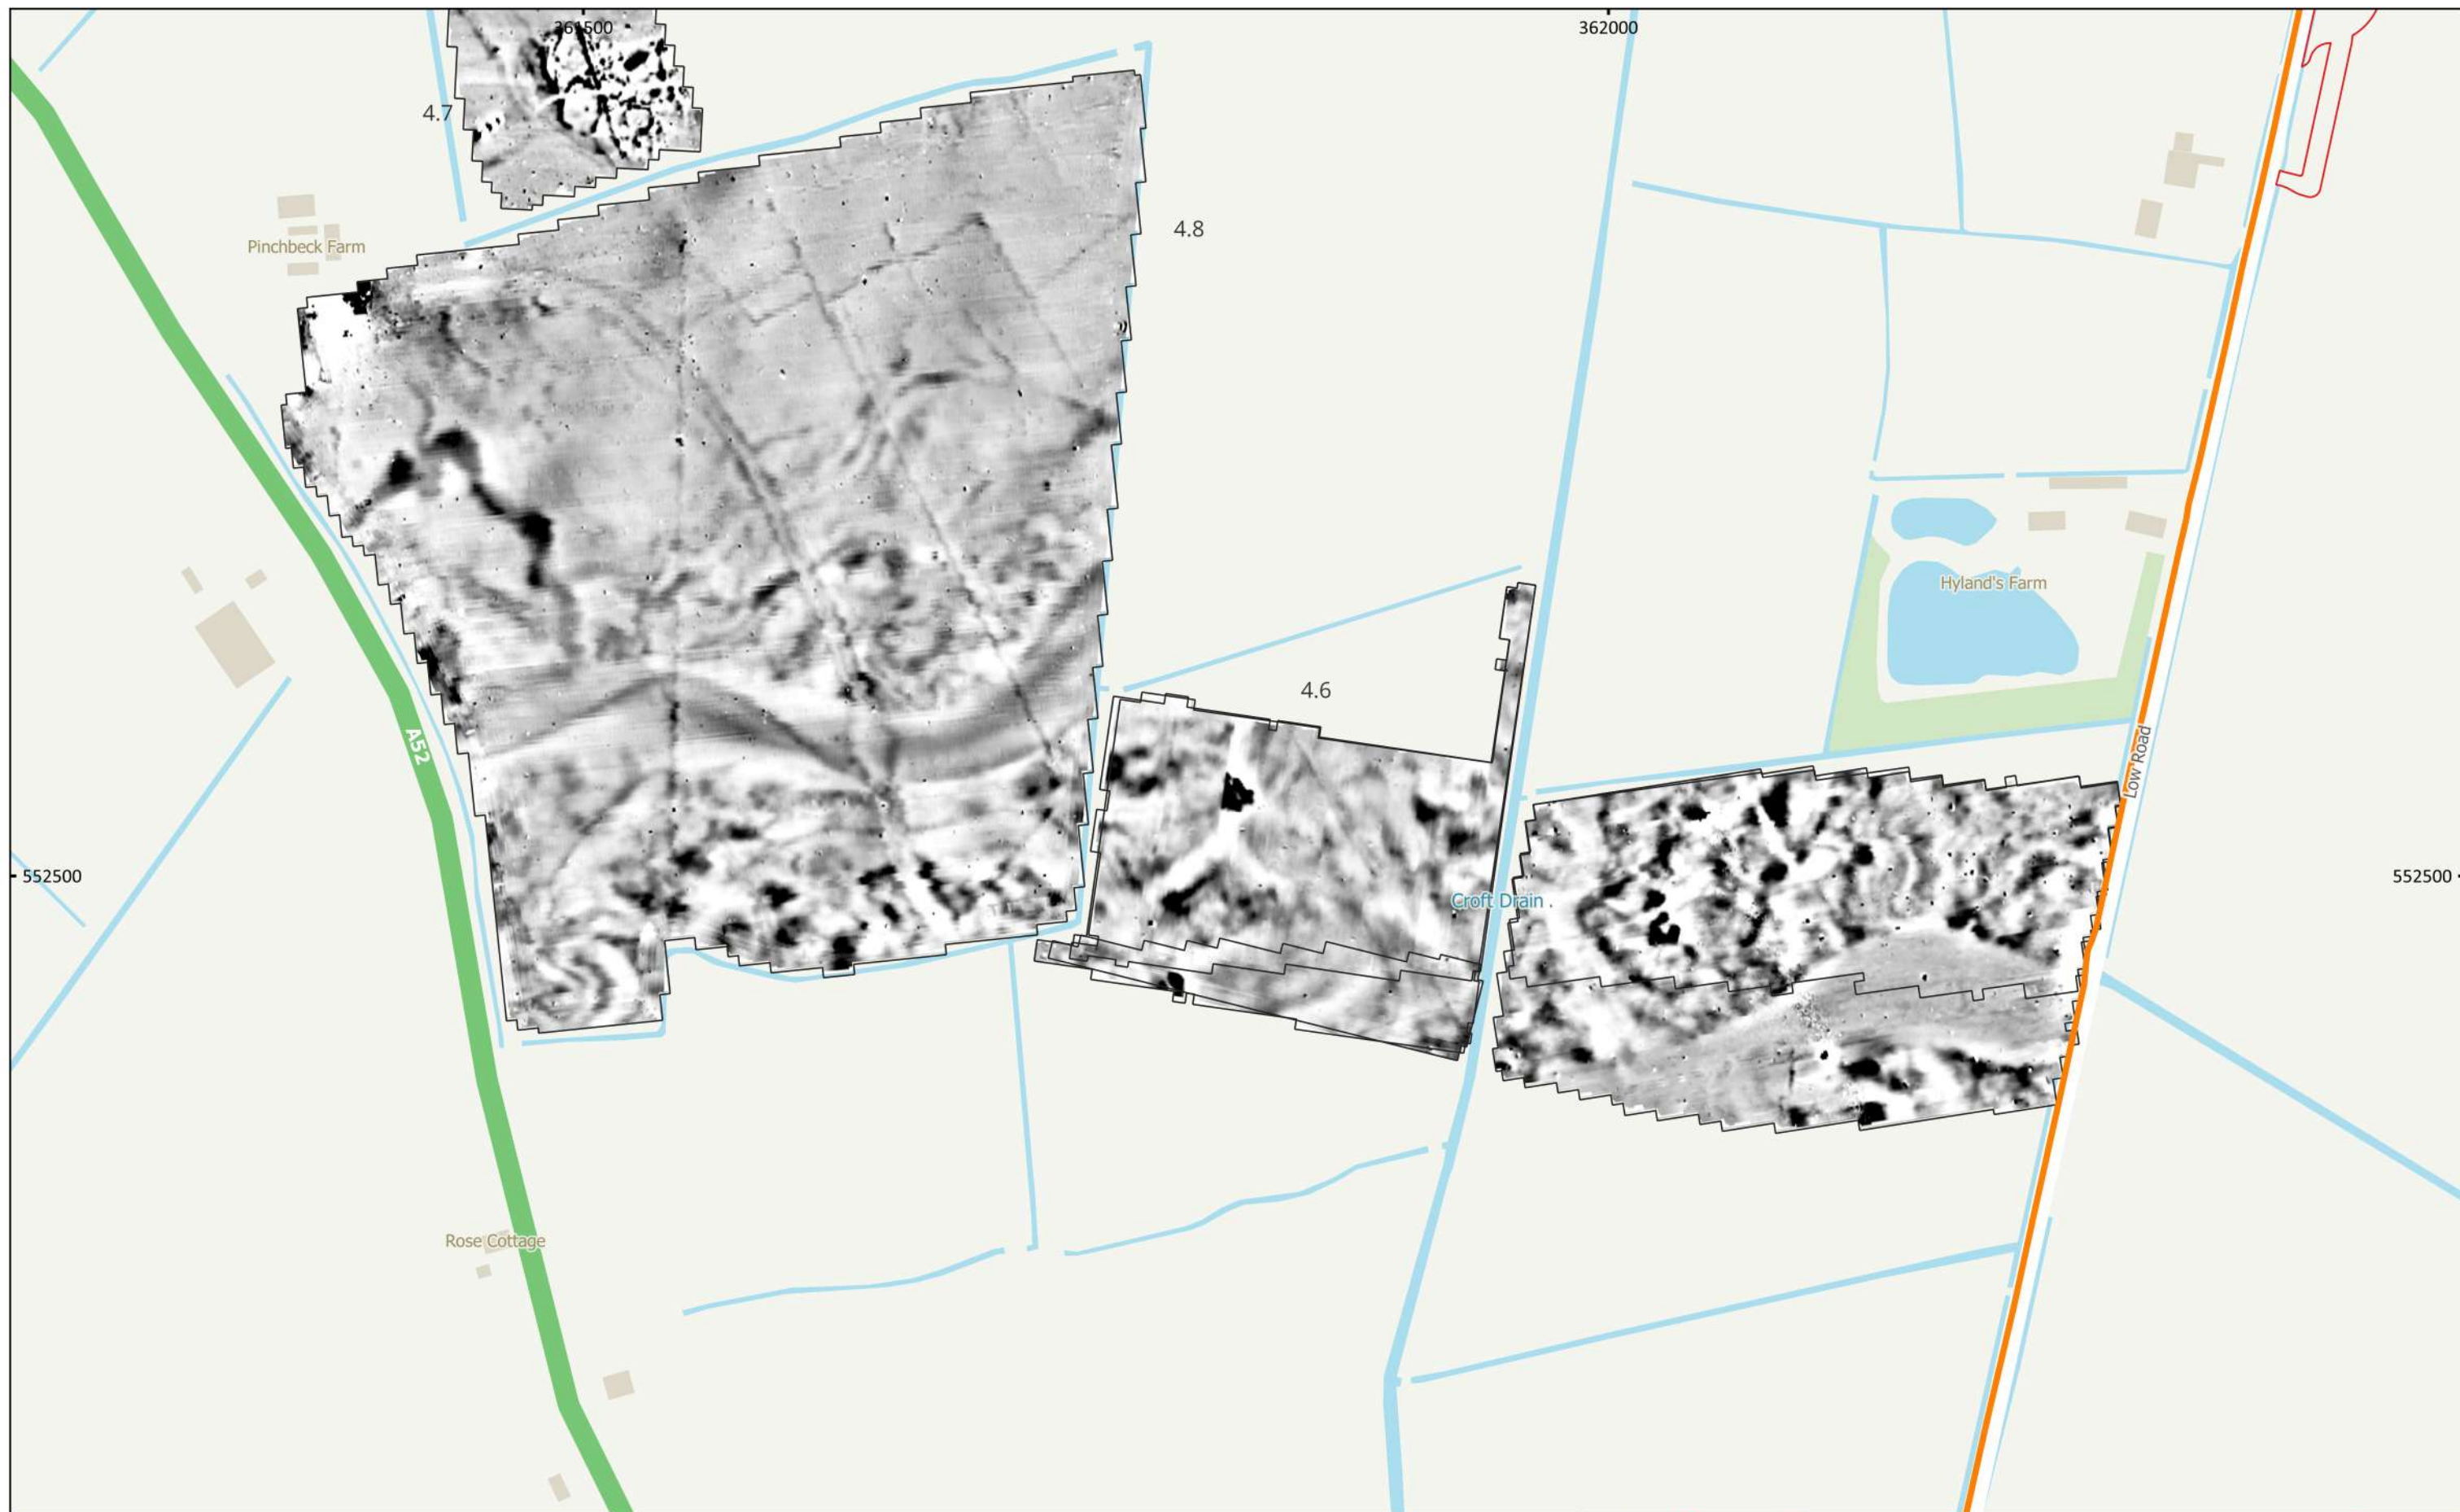 361500
362000
4.7
4.8
Pinchbeck Farm
Hyland's Farm
4.6
A52
Low Road
552500
552500
Croft Drain
Rose Cottage